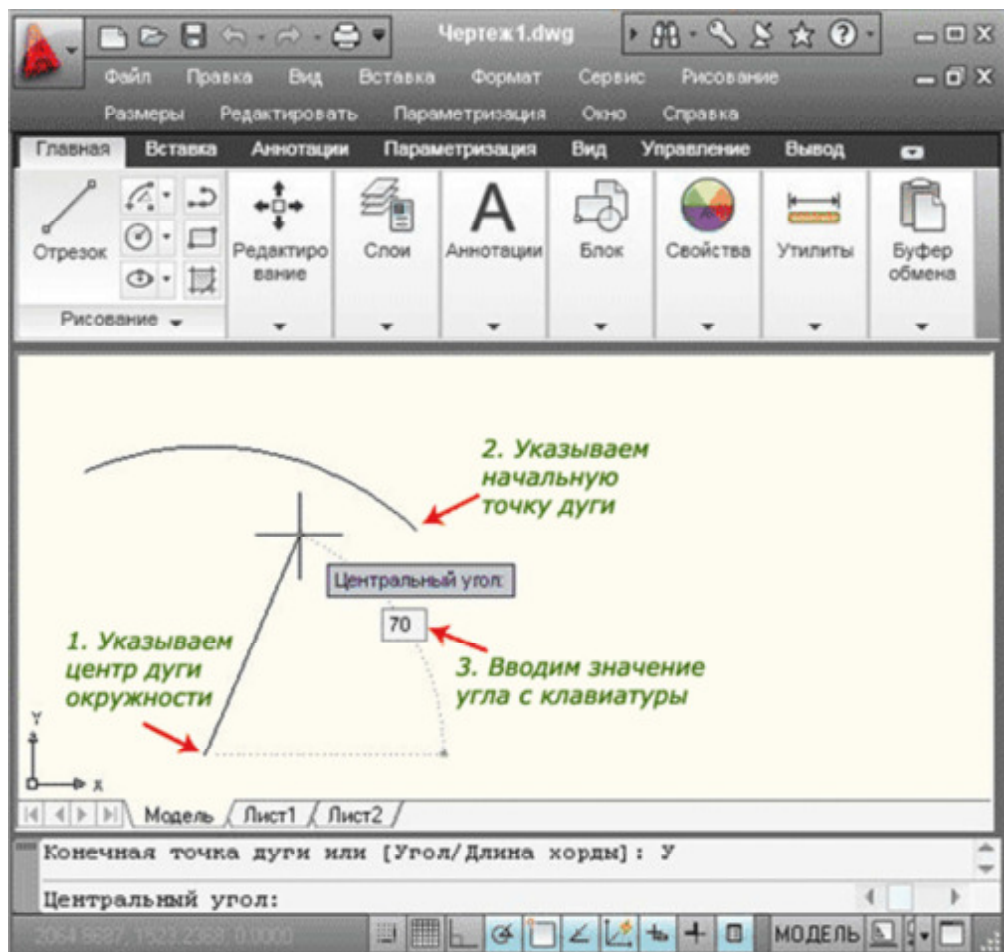 Чертеж1.dwg
Файл Правка Вид Вставка Формат Сервис Рисование
Размеры Редактировать Параметризация Окно Справка
Главная Вставка Аннотации Параметризация Вид Управление Вывод
Отрезок
Редактиро
вание
Слои
Аннотации
Блок
Свойства
Утилиты
Буфер
обмена
Рисование
2. Указываем
начальную
точку дуги
Центральный угол:
70
1. Указываем
центр дуги
окружности
3. Вводим значение
угла с клавиатуры
Y
X
Модель Лист1 Лист2
Конечная точка дуги или [Угол/Длина хорды]: У
Центральный угол:
МОДЕЛЬ